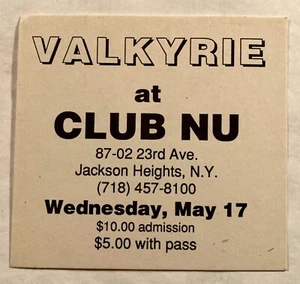 VALKYRIE
at
CLUB NU
87-02 23rd Ave.
Jackson Heights, N.Y.
(718) 457-8100
Wednesday, May 17
$10.00 admission
$5.00 with pass